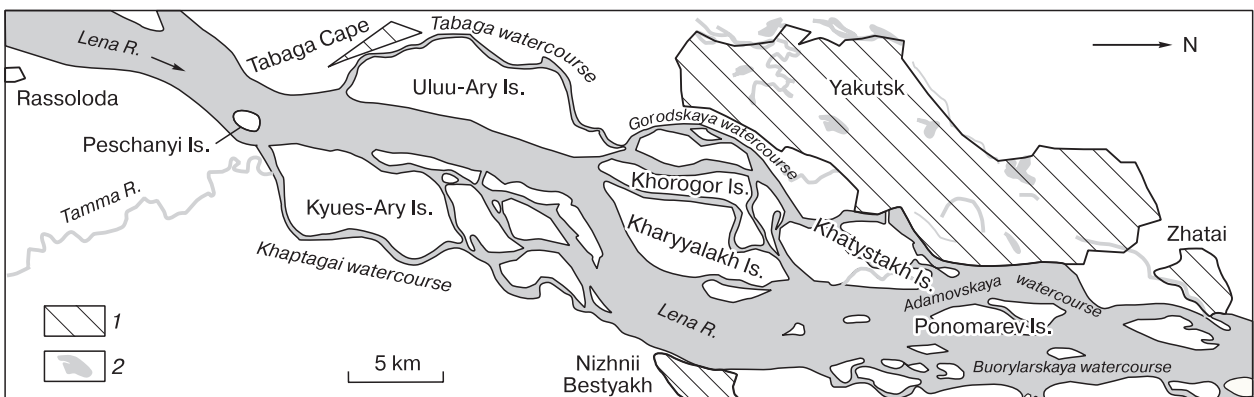 Lena R.
Tabaga Cape
Tabaga watercourse
N
Rassoloda
Uluu-Ary Is.
Yakutsk
Peschanyi Is.
Gorodskaya watercourse
Tamma R.
Khorogor Is.
Kyues-Ary Is.
Kharyyalakh Is.
Khatystakh Is.
Zhatai
Khaptagai watercourse
Adamovskaya watercourse
Lena R.
Ponomarev Is.
1
2
5 km
Nizhnii
Bestyakh
Buorylarskaya watercourse